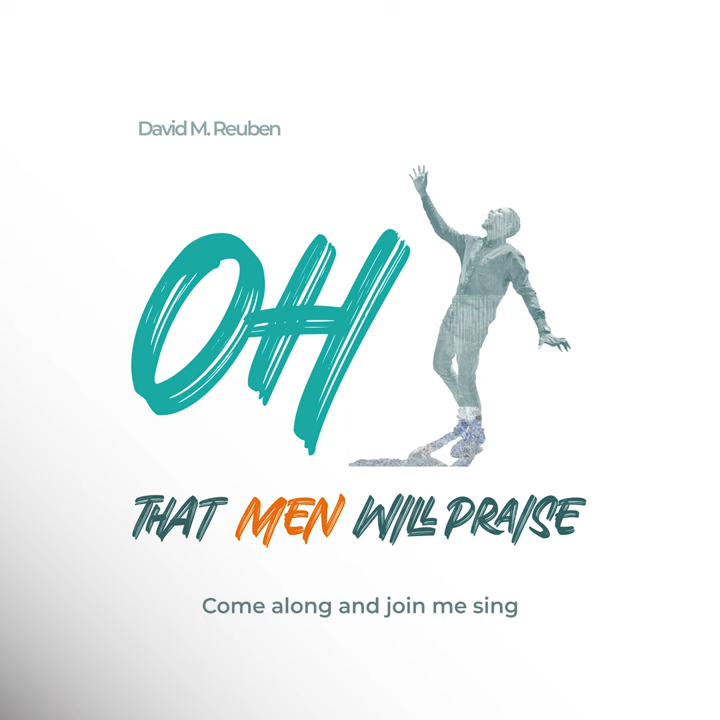 David M. Reuben
OH
THAT MEN WILL PRAISE
Come along and join me sing